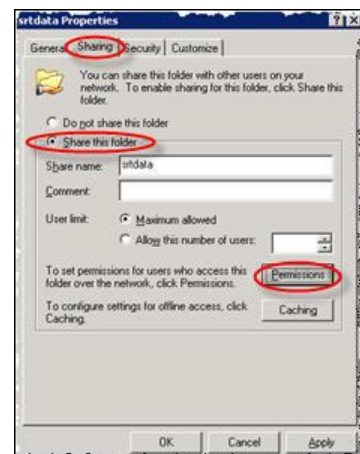 srtdata Properties
General Sharing Security Customize
You can share this folder with other users on your
network. To enable sharing for this folder, click Share this
folder.
Do not share this folder
Share this folder
Share name: srtdata
Comment:
User limit: Maximum allowed
Allow this number of users:
To set permissions for users who access this
folder over the network, click Permissions.
Permissions
To configure settings for offline access, click
Caching.
Caching
OK Cancel Apply